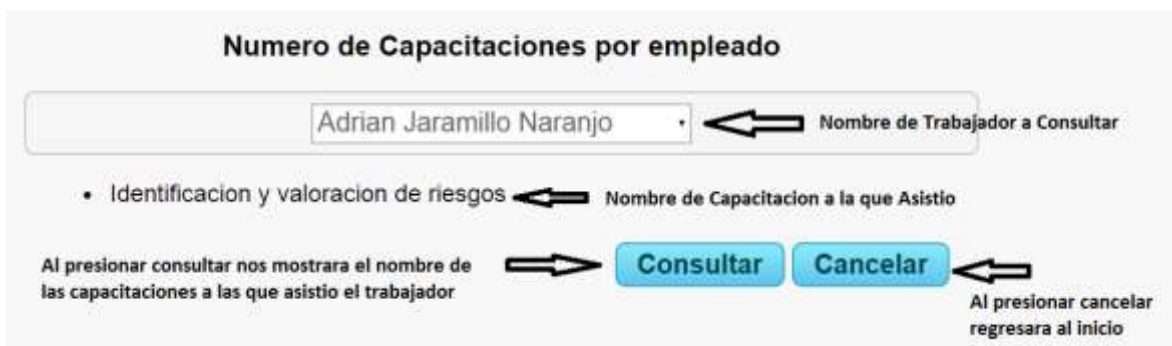 Numero de Capacitaciones por empleado
Adrian Jaramillo Naranjo
Nombre de Trabajador a Consultar
• Identificacion y valoracion de riesgos
Nombre de Capacitacion a la que Asistio
Al presionar consultar nos mostrara el nombre de
las capacitaciones a las que asistio el trabajador
Consultar
Cancelar
Al presionar cancelar
regresara al inicio